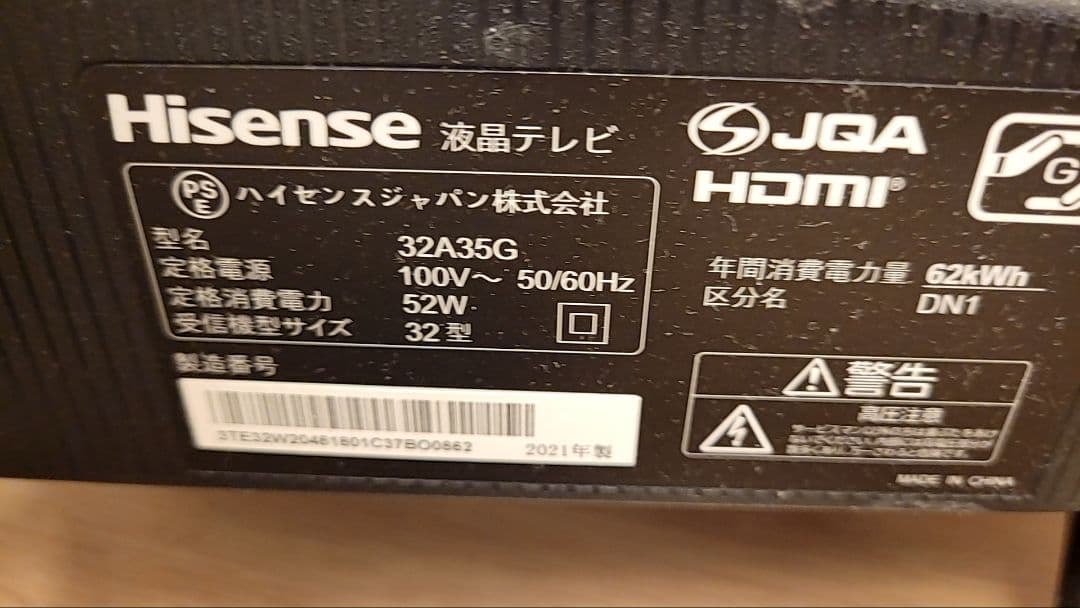 Hisense 液晶テレビ
JQA
HDMI®
G
PSE ハイセンスジャパン株式会社
型名 32A35G
定格電源 100V〜 50/60Hz
定格消費電力 52W
受信機型サイズ 32型
年間消費電力量 62kWh
区分名 DN1
製造番号
3TE32W20461601C37BO0862
2021年製
警告
高圧注意
MADE IN CHINA